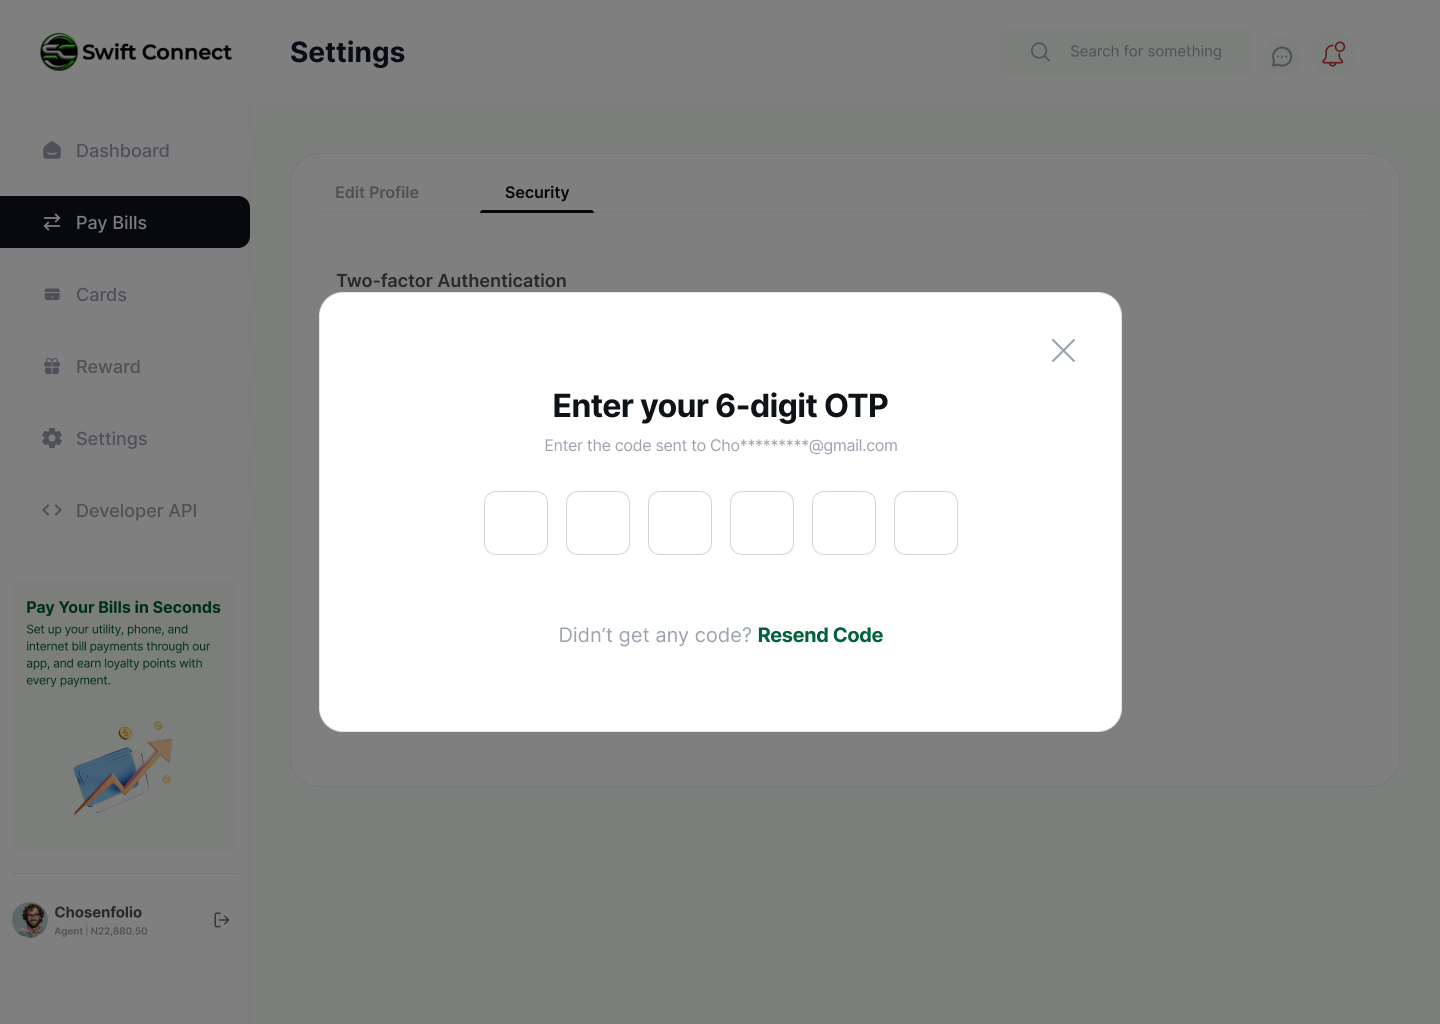 Swift Connect
Settings
Search for something
Dashboard
Pay Bills
Cards
Reward
Settings
Developer API
Pay Your Bills in Seconds
Set up your utility, phone, and
internet bill payments through our
app, and earn loyalty points with
every payment.
Chosenfolio
Agent | N22,880.50
Edit Profile
Security
Two-factor Authentication
Enter your 6-digit OTP
Enter the code sent to Cho*********@gmail.com
Didn’t get any code? Resend Code